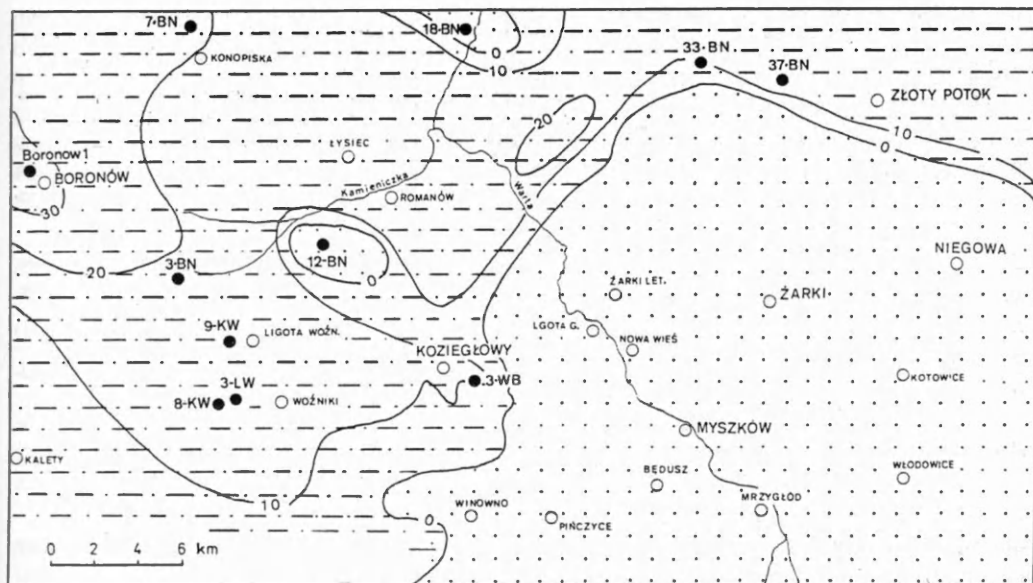 7-BN
18-BN
0
10
33-BN
37-BN
KONOPISKA
ZŁOTY POTOK
20
10
0
ŁYSIEC
Boronow 1
BORONÓW
Kamieniczka
ROMANÓW
Warta
30
12-BN
0
NIEGOWA
20
3-BN
ŻARKI LET.
ŻARKI
9-KW
LIGOTA WOŹN.
LGOTA G.
NOWA WIEŚ
KOZIEGŁOWY
3-WB
KOTOWICE
3-LW
8-KW
WOŹNIKI
MYSZKÓW
KALETY
BĘDUSZ
WŁODOWICE
10
WINOWNO
0
PIŃCZYCE
MRZYGŁÓD
0 2 4 6 km